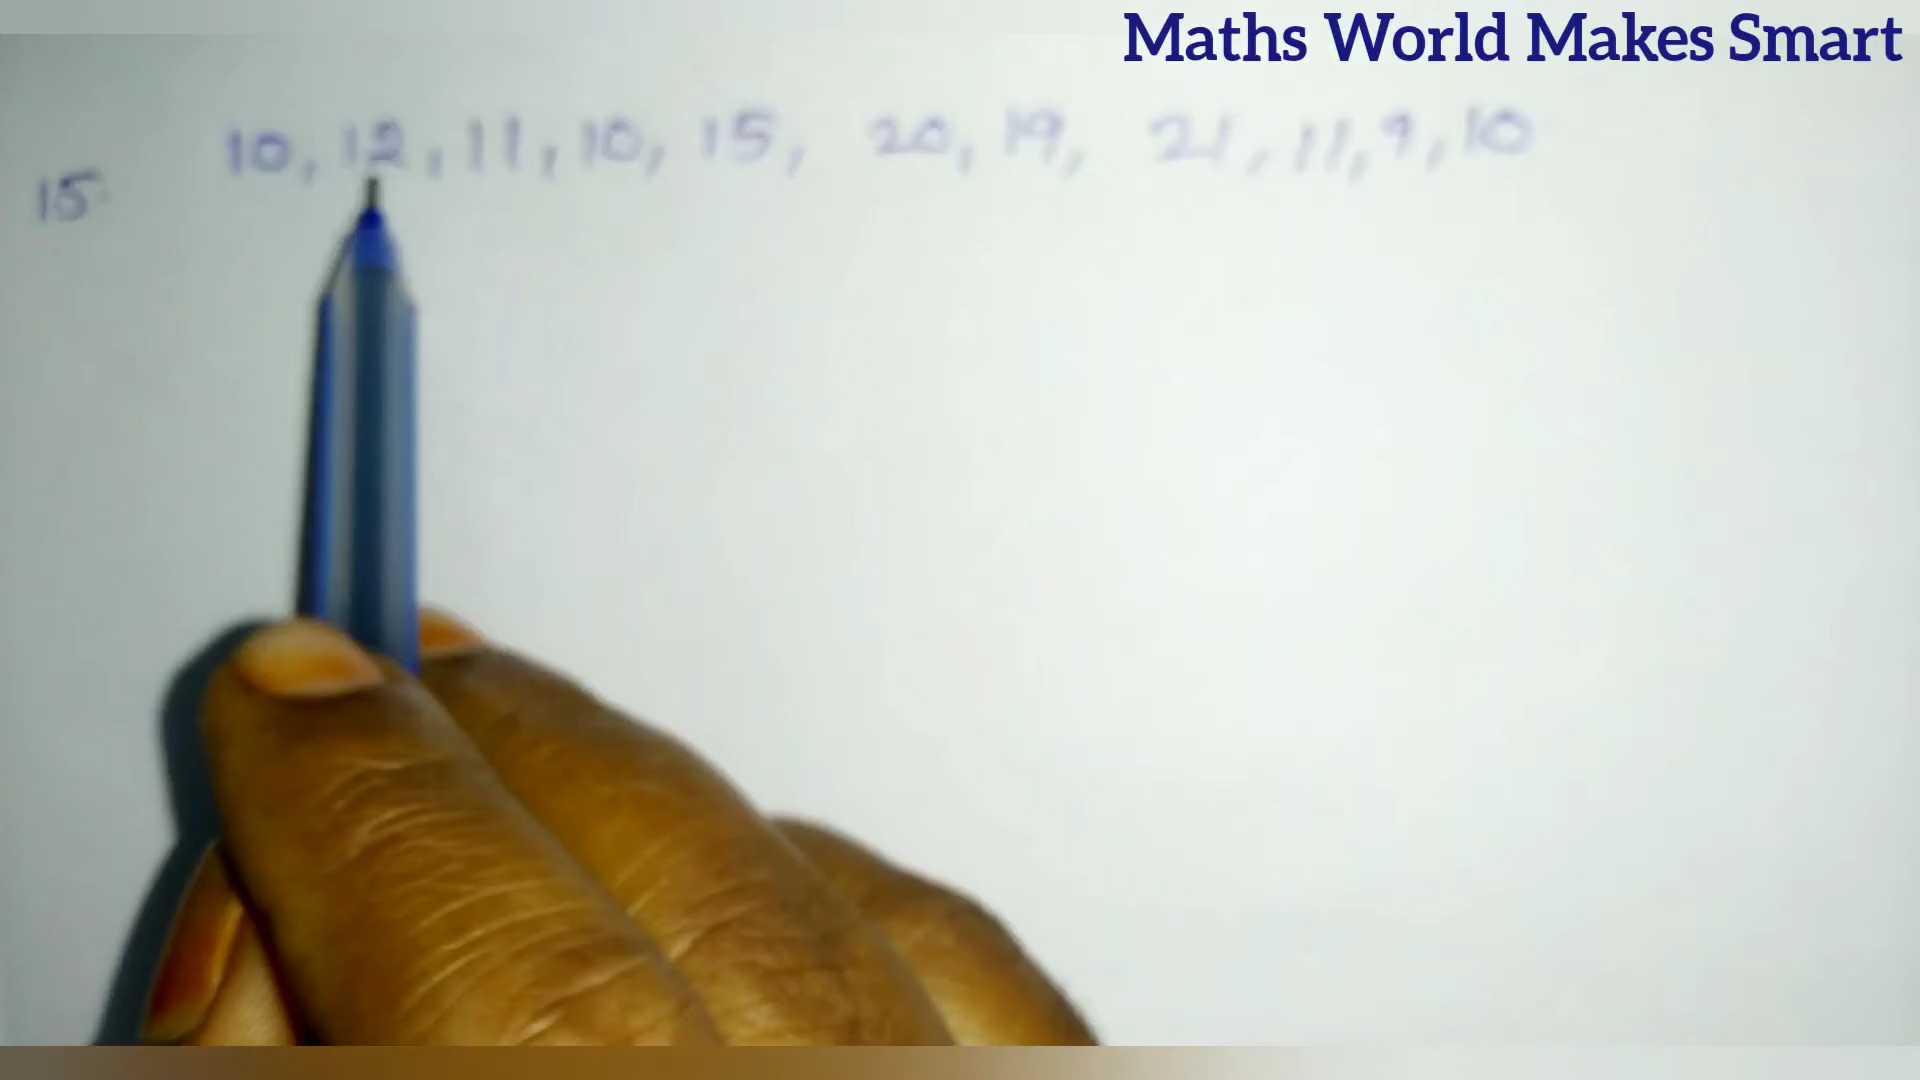 Maths World Makes Smart
15. 10, 12, 11, 10, 15, 20, 19, 21, 11, 9, 10